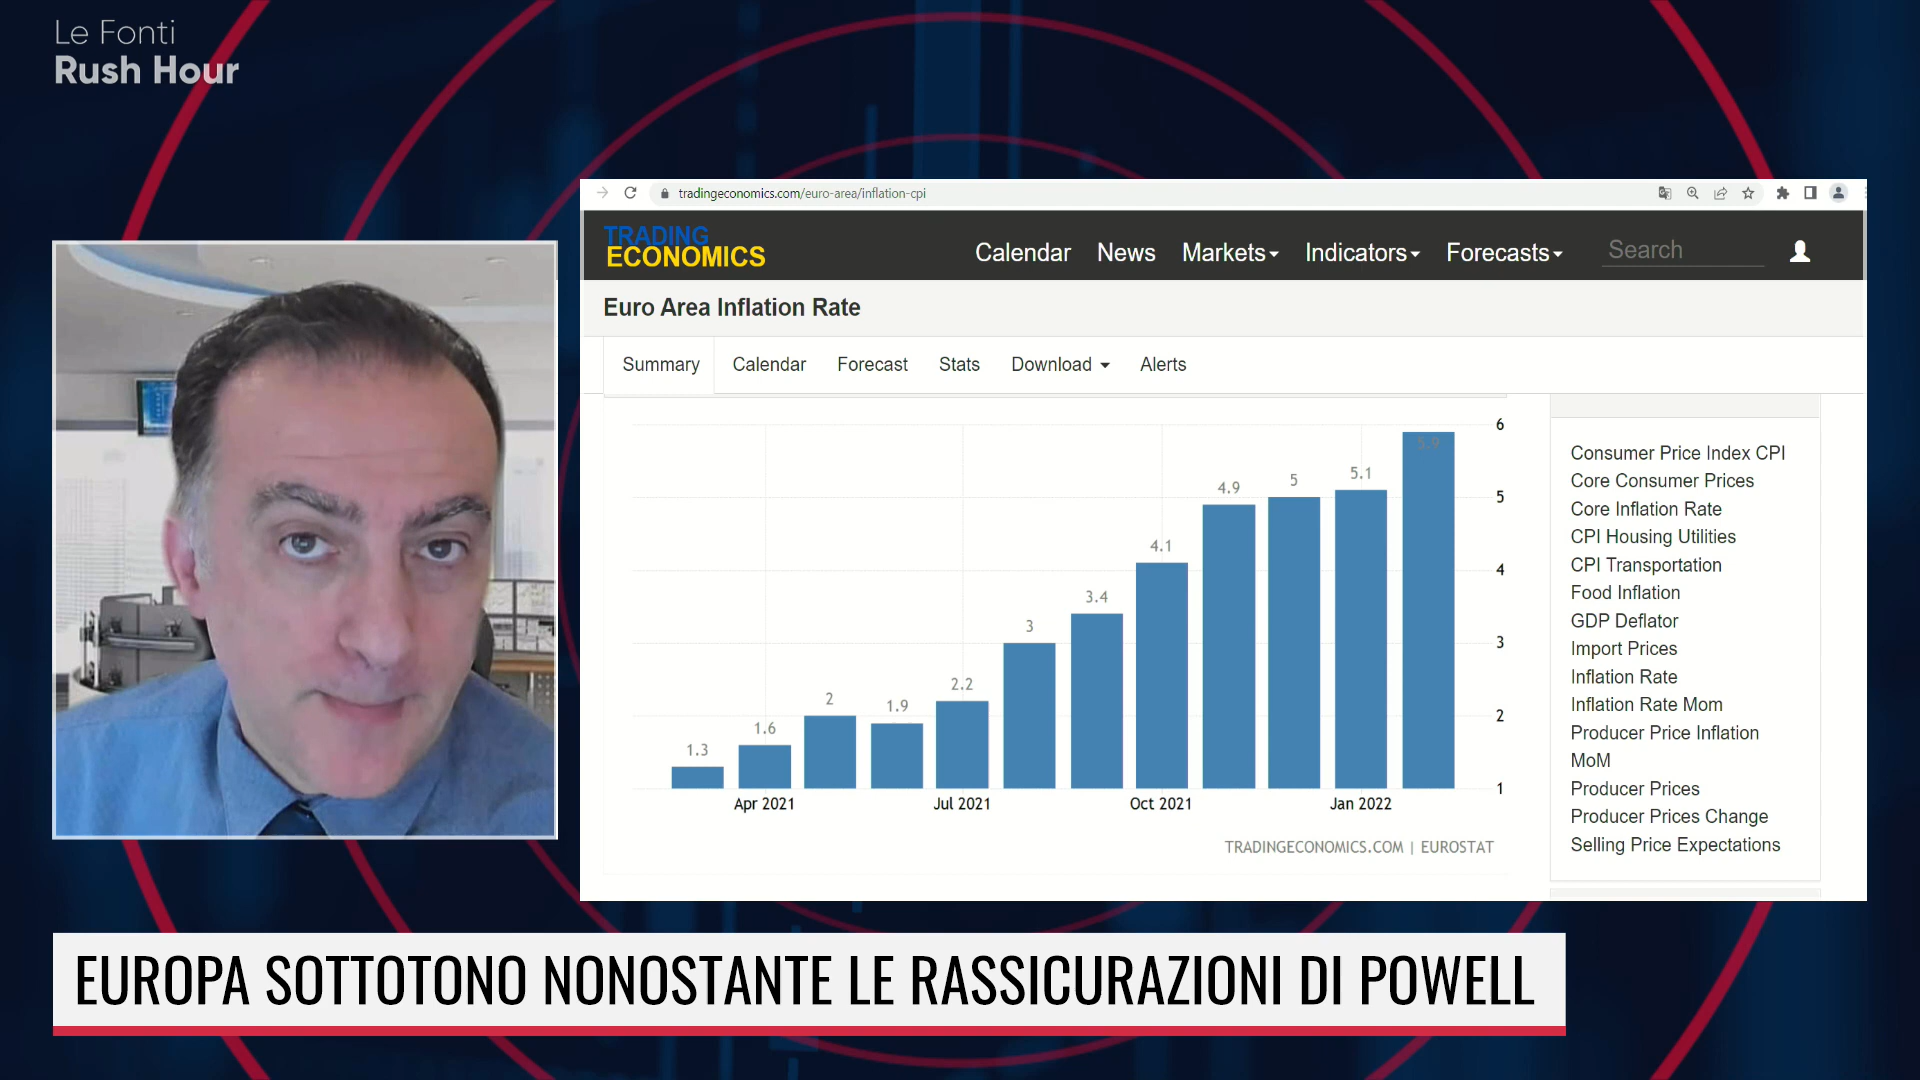 Le Fonti
Rush Hour
tradingeconomics.com/euro-area/inflation-cpi
TRADING
ECONOMICS
Calendar News Markets Indicators Forecasts Search
Euro Area Inflation Rate
Summary Calendar Forecast Stats Download Alerts
6
5
4
3
2
1
1.3
1.6
2
1.9
2.2
3
3.4
4.1
4.9
5
5.1
5.9
Apr 2021
Jul 2021
Oct 2021
Jan 2022
TRADINGECONOMICS.COM | EUROSTAT
Consumer Price Index CPI
Core Consumer Prices
Core Inflation Rate
CPI Housing Utilities
CPI Transportation
Food Inflation
GDP Deflator
Import Prices
Inflation Rate
Inflation Rate Mom
Producer Price Inflation
MoM
Producer Prices
Producer Prices Change
Selling Price Expectations
EUROPA SOTTOTONO NONOSTANTE LE RASSICURAZIONI DI POWELL